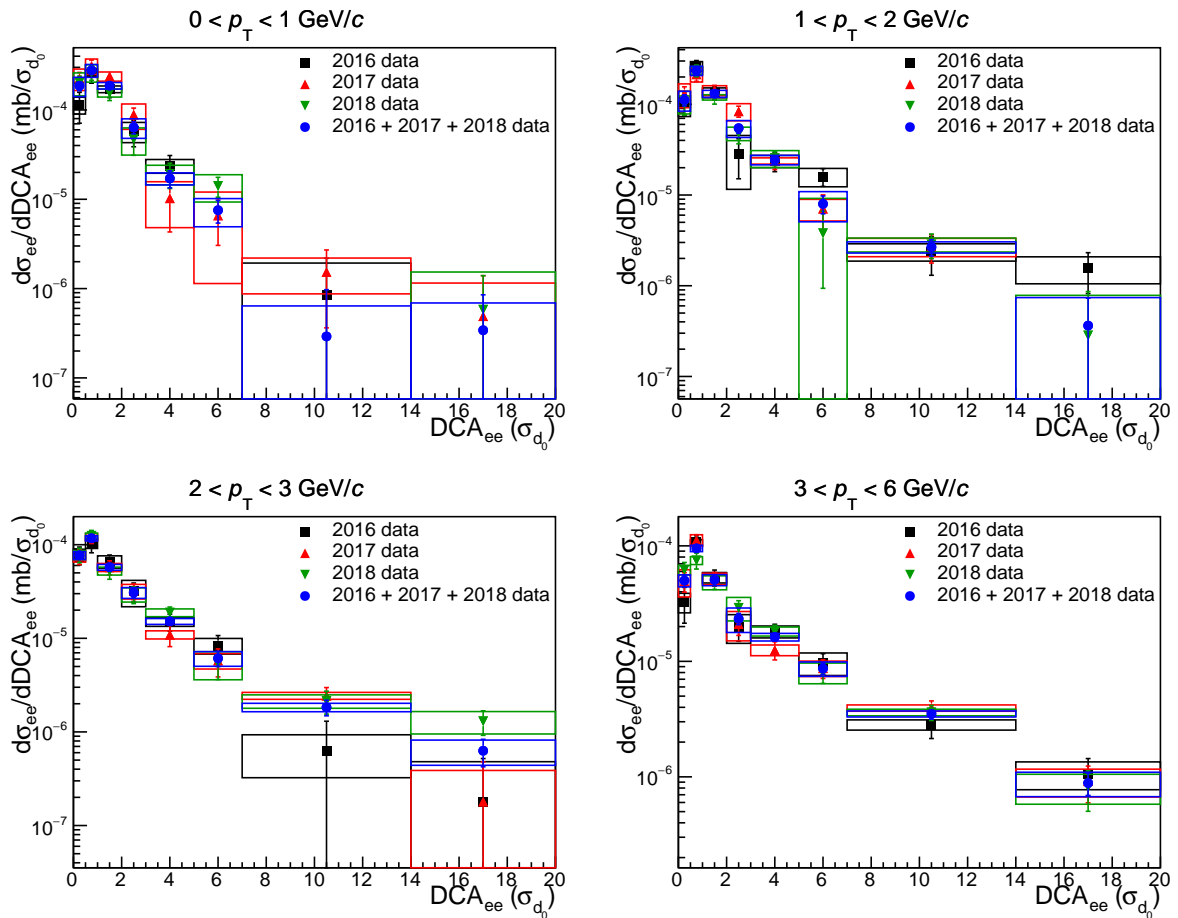 0 < p_T < 1 GeV/c
dσ_ee/dDCA_ee (mb/σ_d₀)
2016 data
2017 data
2018 data
2016 + 2017 + 2018 data
10⁻⁴
10⁻⁵
10⁻⁶
10⁻⁷
0 2 4 6 8 10 12 14 16 18 20
DCA_ee (σ_d₀)
1 < p_T < 2 GeV/c
dσ_ee/dDCA_ee (mb/σ_d₀)
2016 data
2017 data
2018 data
2016 + 2017 + 2018 data
10⁻⁴
10⁻⁵
10⁻⁶
10⁻⁷
0 2 4 6 8 10 12 14 16 18 20
DCA_ee (σ_d₀)
2 < p_T < 3 GeV/c
dσ_ee/dDCA_ee (mb/σ_d₀)
2016 data
2017 data
2018 data
2016 + 2017 + 2018 data
10⁻⁴
10⁻⁵
10⁻⁶
10⁻⁷
0 2 4 6 8 10 12 14 16 18 20
DCA_ee (σ_d₀)
3 < p_T < 6 GeV/c
dσ_ee/dDCA_ee (mb/σ_d₀)
2016 data
2017 data
2018 data
2016 + 2017 + 2018 data
10⁻⁴
10⁻⁵
10⁻⁶
0 2 4 6 8 10 12 14 16 18 20
DCA_ee (σ_d₀)